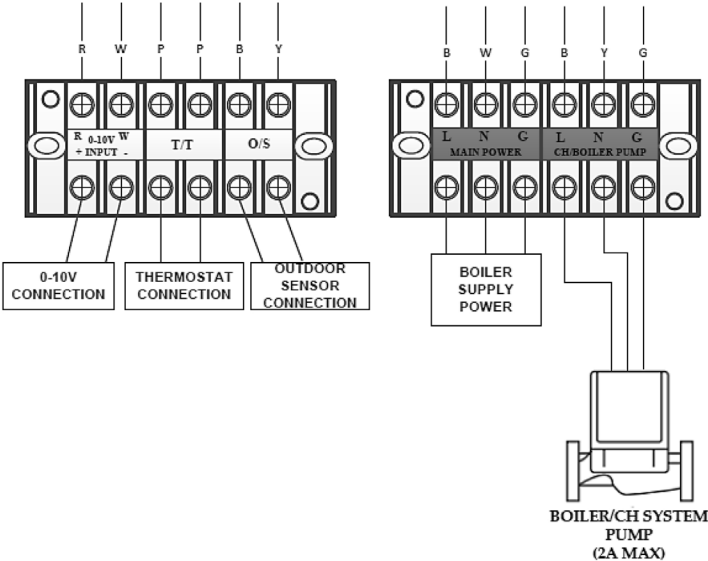 R W P P B Y
B W G B Y G
R 0-10V W
+ INPUT -
T/T
O/S
L N G L N G
MAIN POWER
CH/BOILER PUMP
0-10V
CONNECTION
THERMOSTAT
CONNECTION
OUTDOOR
SENSOR
CONNECTION
BOILER
SUPPLY
POWER
BOILER/CH SYSTEM
PUMP
(2A MAX)